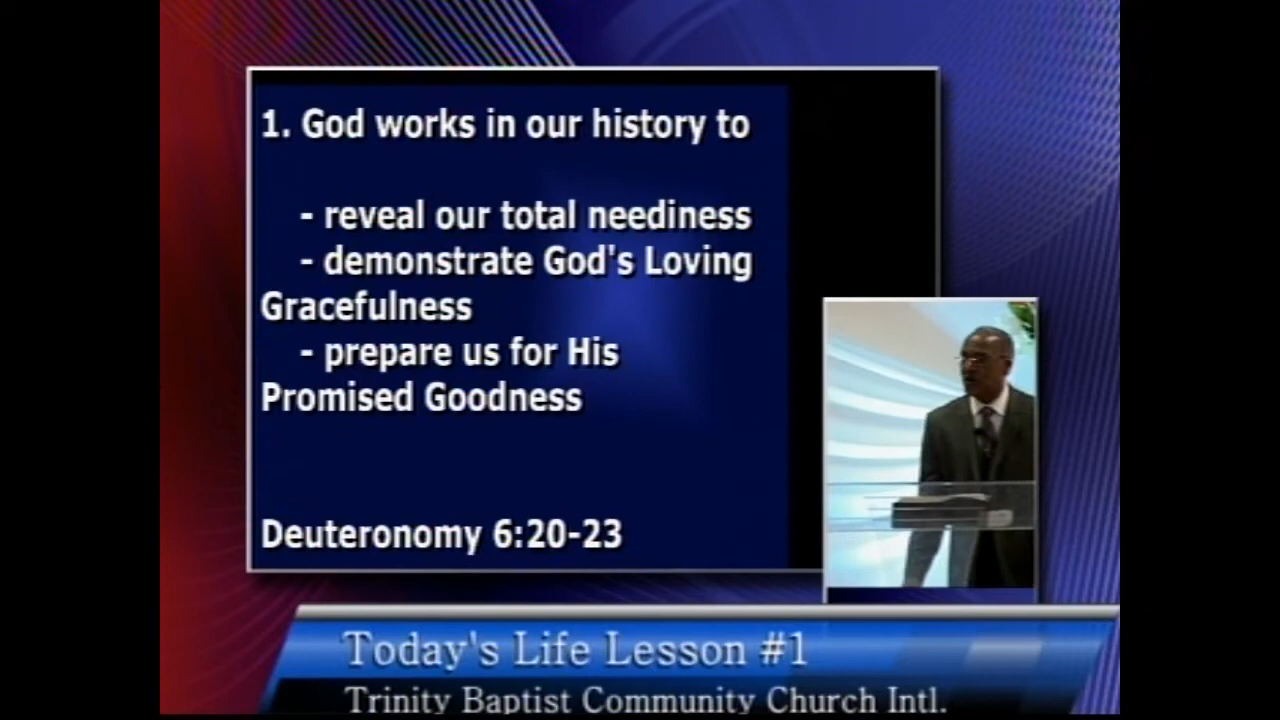 1. God works in our history to
- reveal our total neediness
- demonstrate God's Loving
Gracefulness
- prepare us for His
Promised Goodness
Deuteronomy 6:20-23
Today's Life Lesson #1
Trinity Baptist Community Church Intl.